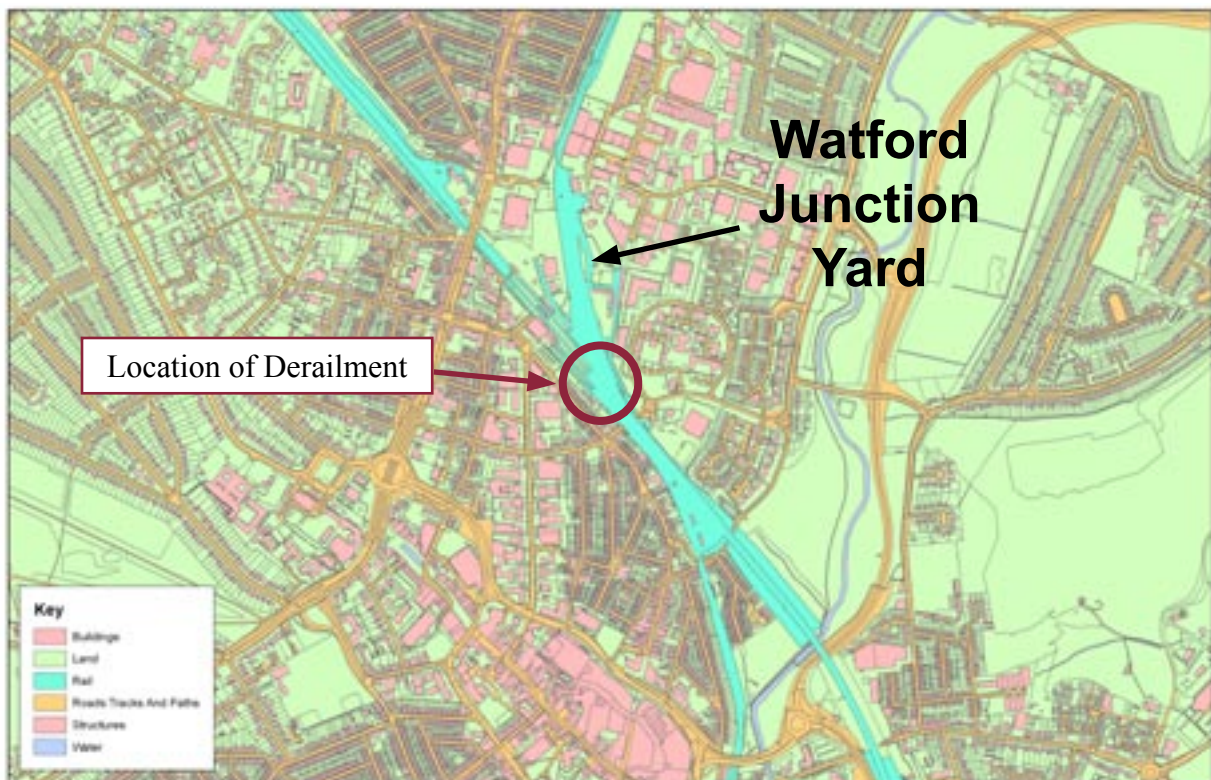 Watford
Junction
Yard
Location of Derailment
Key
Buildings
Land
Rail
Roads Tracks And Paths
Structures
Water